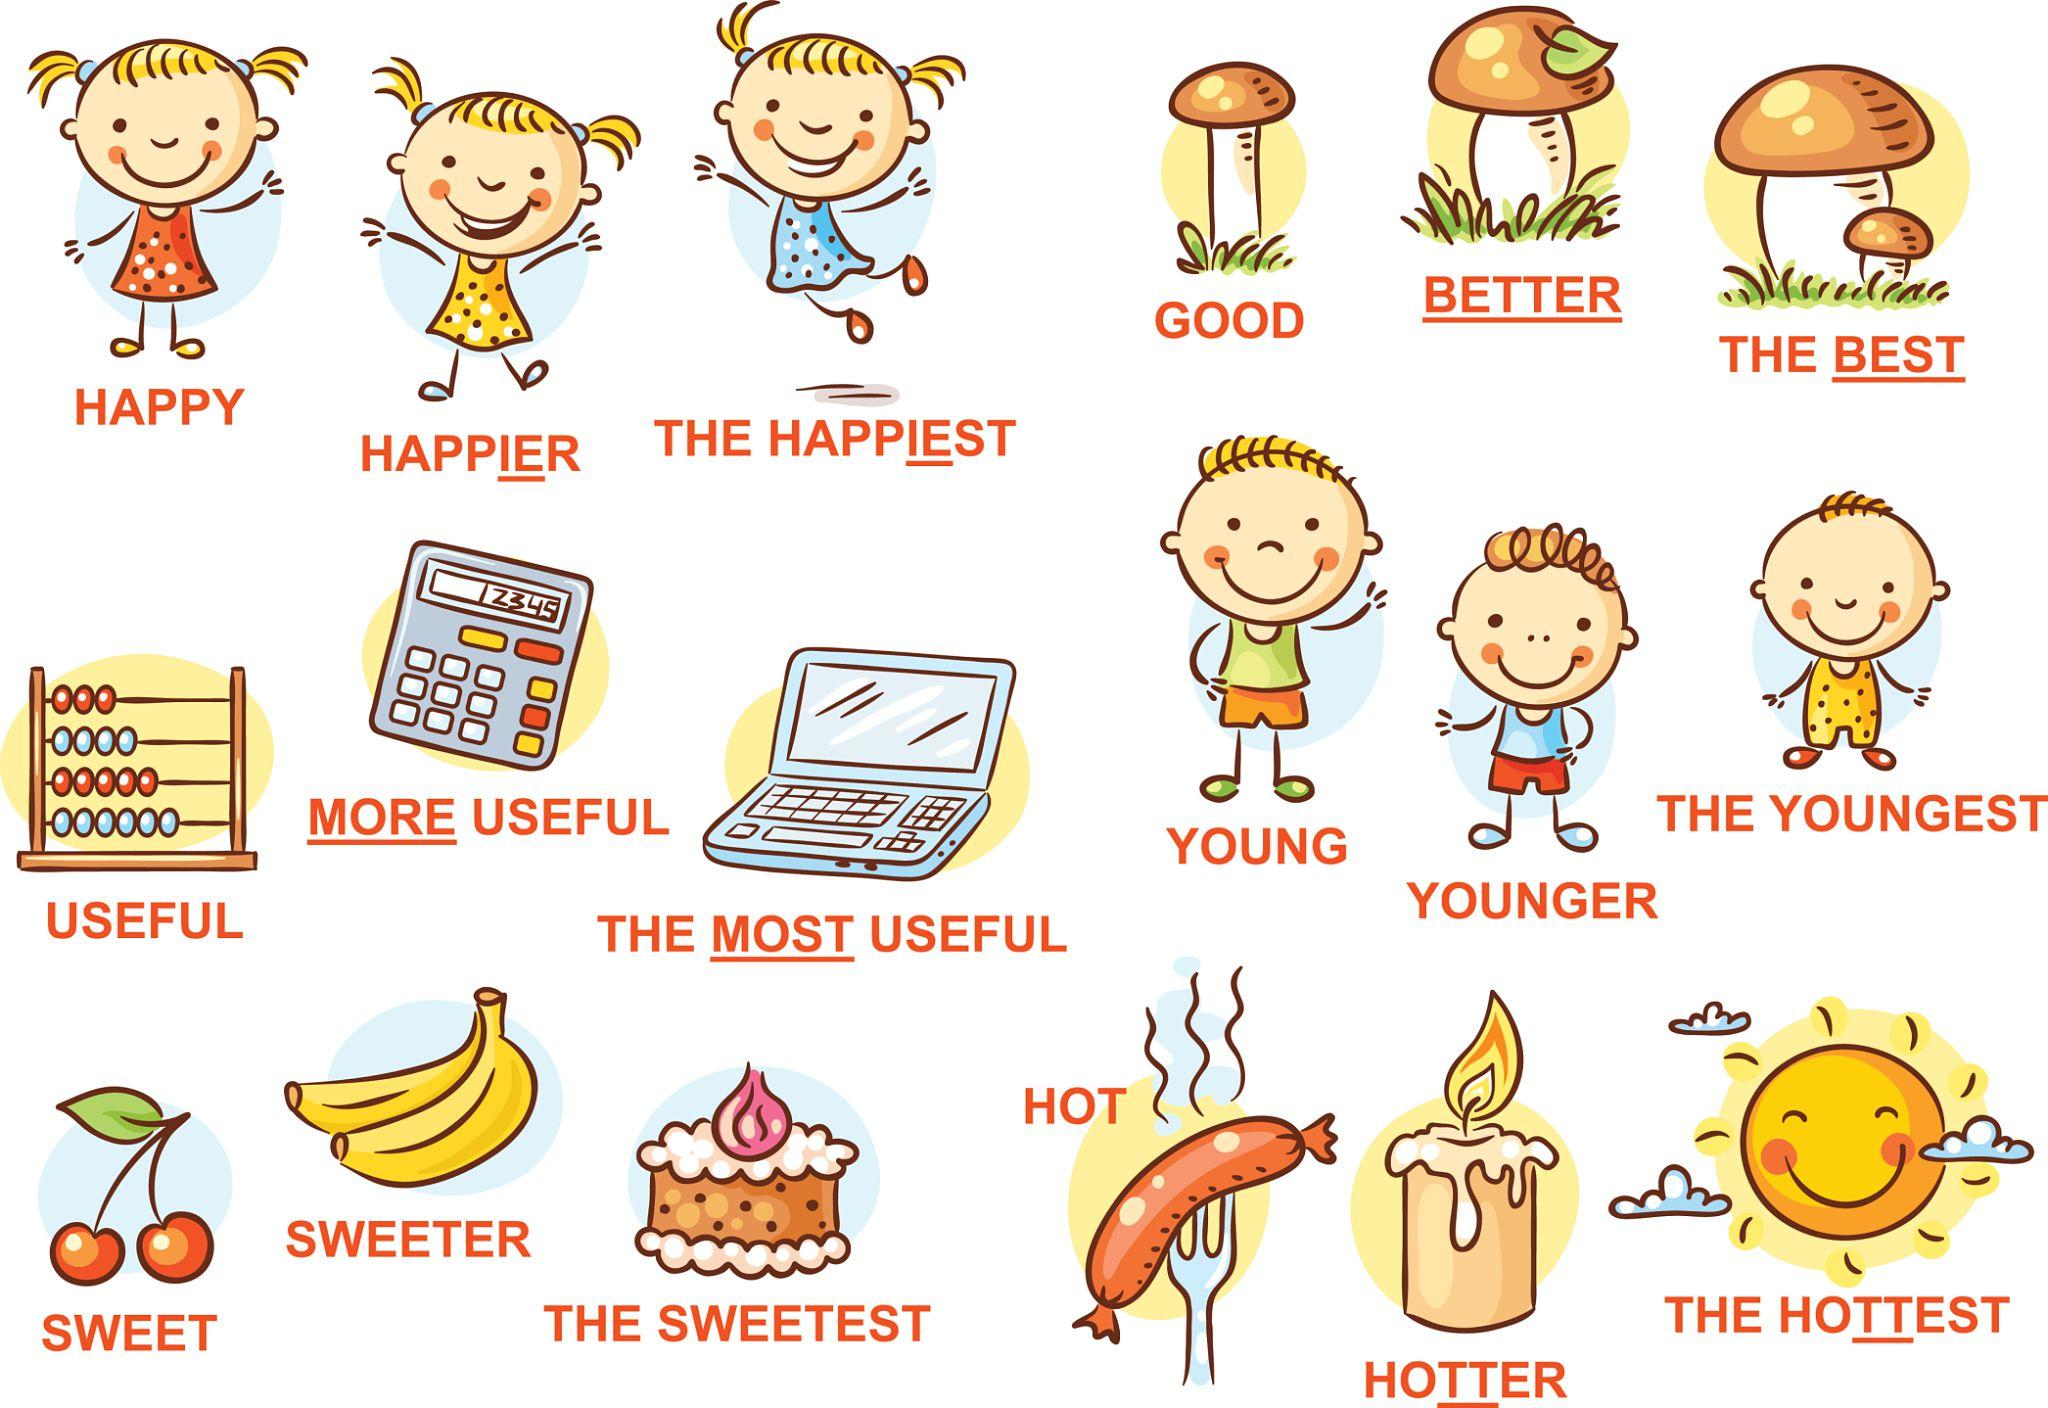 HAPPY
HAPPIER
THE HAPPIEST
GOOD
BETTER
THE BEST
12345
USEFUL
MORE USEFUL
THE MOST USEFUL
YOUNG
YOUNGER
THE YOUNGEST
SWEET
SWEETER
THE SWEETEST
HOT
HOTTER
THE HOTTEST